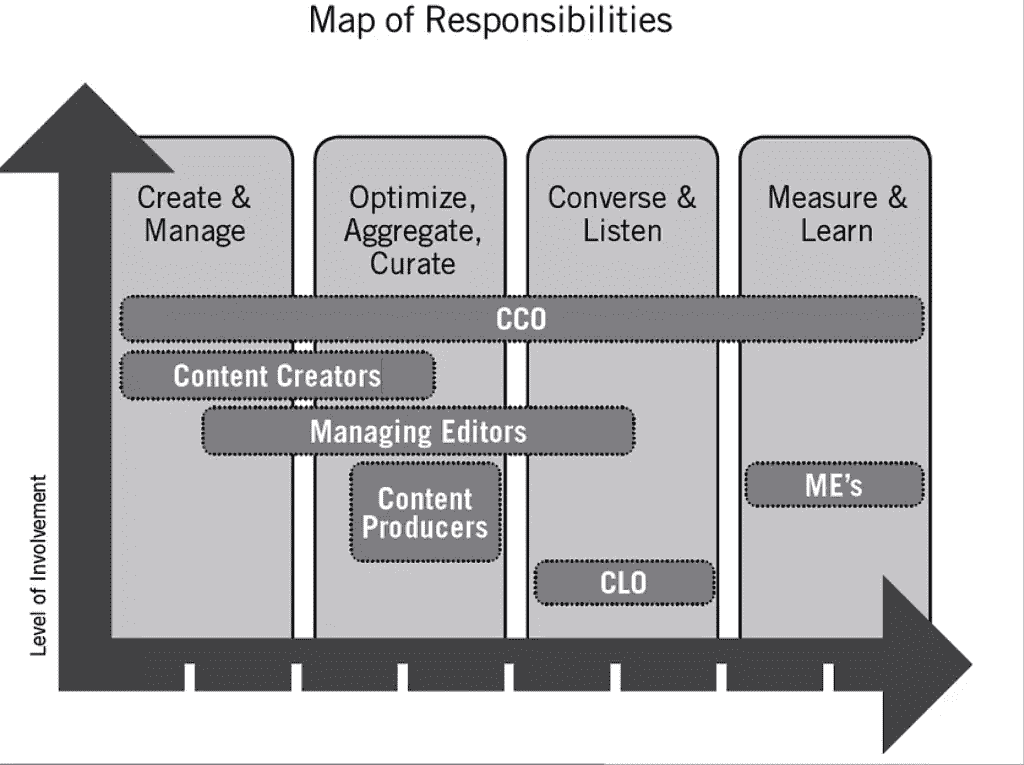 Map of Responsibilities
Create &
Manage
Optimize,
Aggregate,
Curate
Converse &
Listen
Measure &
Learn
CCO
Content Creators
Managing Editors
Content
Producers
ME’s
CLO
Level of Involvement